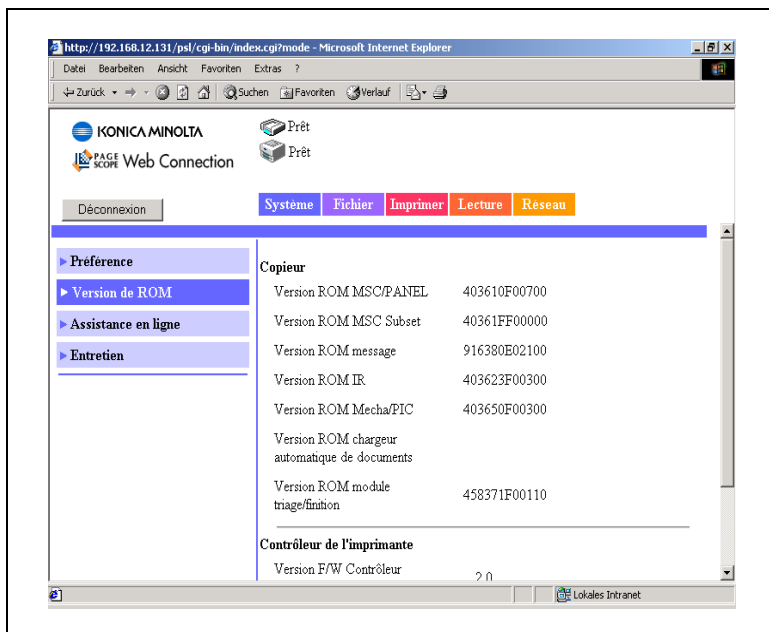 http://192.168.12.131/psl/cgi-bin/index.cgi?mode - Microsoft Internet Explorer
Datei Bearbeiten Ansicht Favoriten Extras ?
Zurück Suchen Favoriten Verlauf
KONICA MINOLTA
PAGE SCOPE Web Connection
Prêt
Prêt
Déconnexion
Système Fichier Imprimer Lecture Réseau
Préférence
Version de ROM
Assistance en ligne
Entretien
Copieur
Version ROM MSC/PANEL 403610F00700
Version ROM MSC Subset 40361FF00000
Version ROM message 916380E02100
Version ROM IR 403623F00300
Version ROM Mecha/PIC 403650F00300
Version ROM chargeur
automatique de documents
Version ROM module
triage/finition 458371F00110
Contrôleur de l'imprimante
Version F/W Contrôleur 2.0
Lokales Intranet